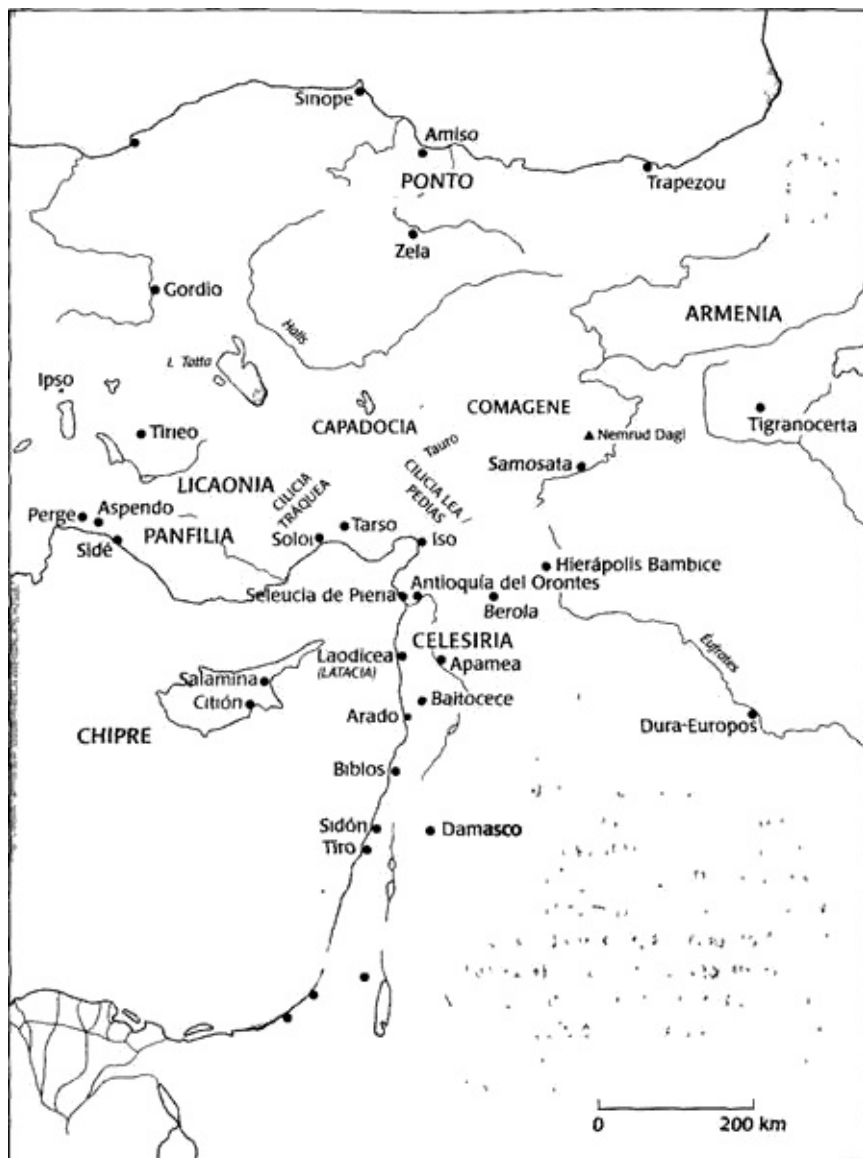 Sinope
Amiso
PONTO
Trapezou
Zela
Gordio
Halis
ARMENIA
L. Tatta
Ipso
Tirieo
CAPADOCIA
COMAGENE
Tauro
Nemrud Dagi
Tigranocerta
Samosata
LICAONIA
CILICIA
TRÁQUEA
CILICIA LEA /
PEDIAS
Perge
Aspendo
Sidé
PANFILIA
Soloi
Tarso
Iso
Hierápolis Bambice
Seleucia de Pieria
Antioquía del Orontes
Berola
CELESIRIA
Laodicea
(LATACIA)
Apamea
Éufrates
Salamina
Citión
Baitocece
Arado
Dura-Europos
CHIPRE
Biblos
Sidón
Damasco
Tiro
0 200 km